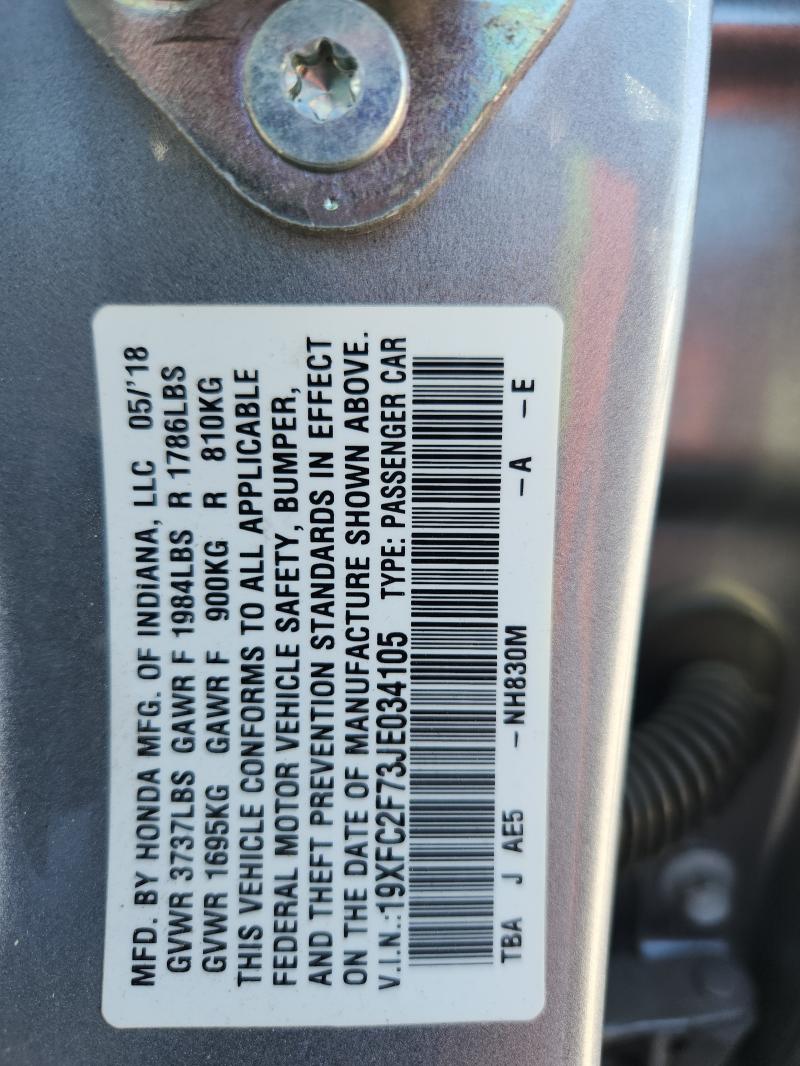 MFD. BY HONDA MFG. OF INDIANA, LLC 05/'18
GVWR 3737LBS GAWR F 1984LBS R 1786LBS
GVWR 1695KG GAWR F 900KG R 810KG
THIS VEHICLE CONFORMS TO ALL APPLICABLE
FEDERAL MOTOR VEHICLE SAFETY, BUMPER,
AND THEFT PREVENTION STANDARDS IN EFFECT
ON THE DATE OF MANUFACTURE SHOWN ABOVE.
V.I.N.:19XFC2F73JE034105 TYPE: PASSENGER CAR
TBA J AE5 -NH830M -A -E